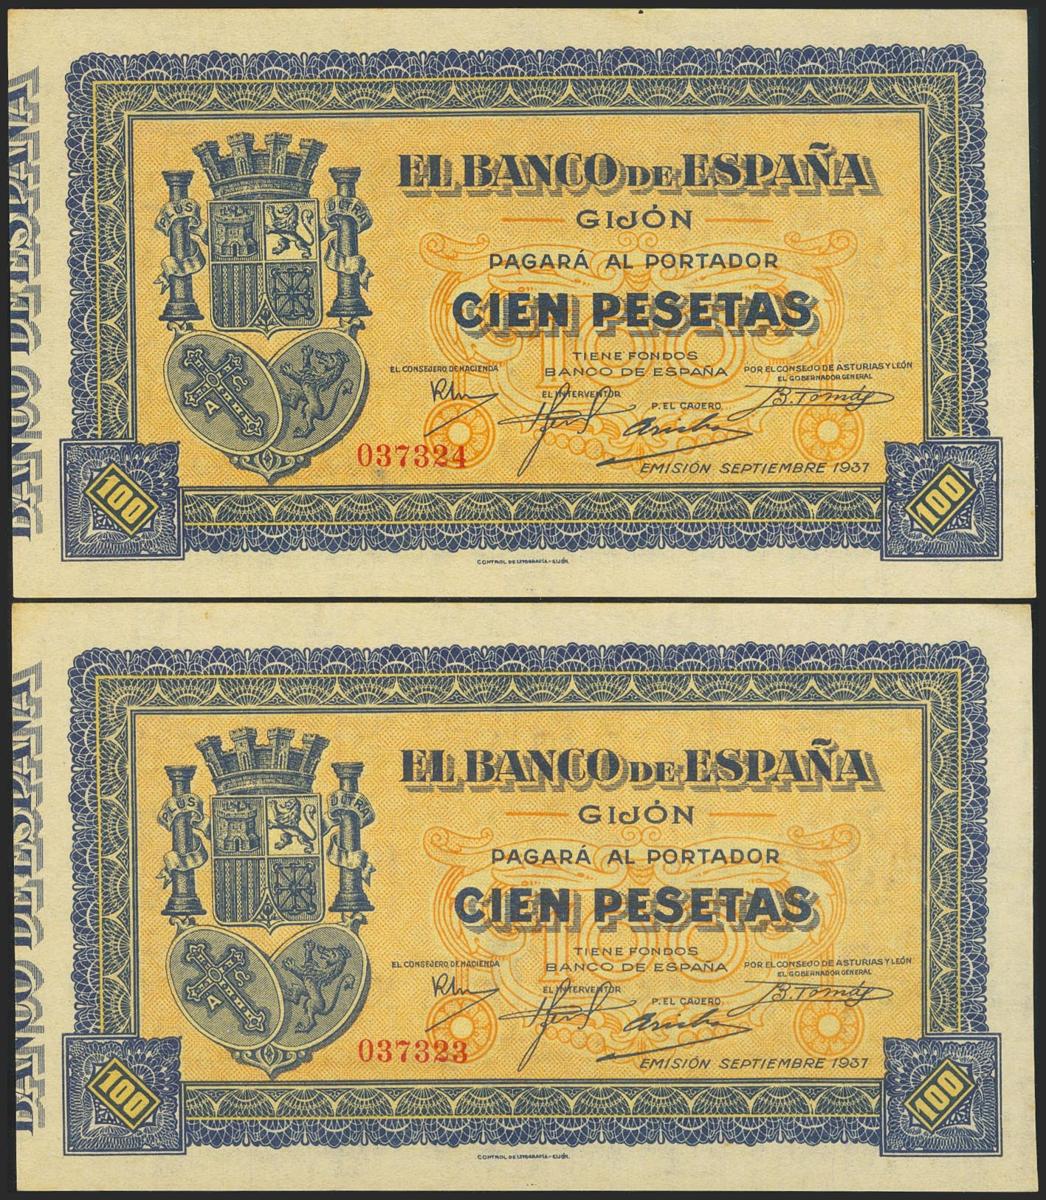 BANCO DE ESPAÑA
EL BANCO DE ESPAÑA
GIJÓN
PAGARÁ AL PORTADOR
CIEN PESETAS
TIENE FONDOS
BANCO DE ESPAÑA
EL CONSEJERO DE HACIENDA
POR EL CONSEJO DE ASTURIAS Y LEÓN
EL GOBERNADOR GENERAL
EL INTERVENTOR
P. EL CAJERO
B. Tomás
PLUS ULTRA
A
100
037324
EMISIÓN SEPTIEMBRE 1937
100
100
CONTROL DE LITOGRAFÍA-GIJÓN.
BANCO DE ESPAÑA
EL BANCO DE ESPAÑA
GIJÓN
PAGARÁ AL PORTADOR
CIEN PESETAS
TIENE FONDOS
BANCO DE ESPAÑA
EL CONSEJERO DE HACIENDA
POR EL CONSEJO DE ASTURIAS Y LEÓN
EL GOBERNADOR GENERAL
EL INTERVENTOR
P. EL CAJERO
B. Tomás
PLUS ULTRA
A
100
037323
EMISIÓN SEPTIEMBRE 1937
100
100
CONTROL DE LITOGRAFÍA-GIJÓN.